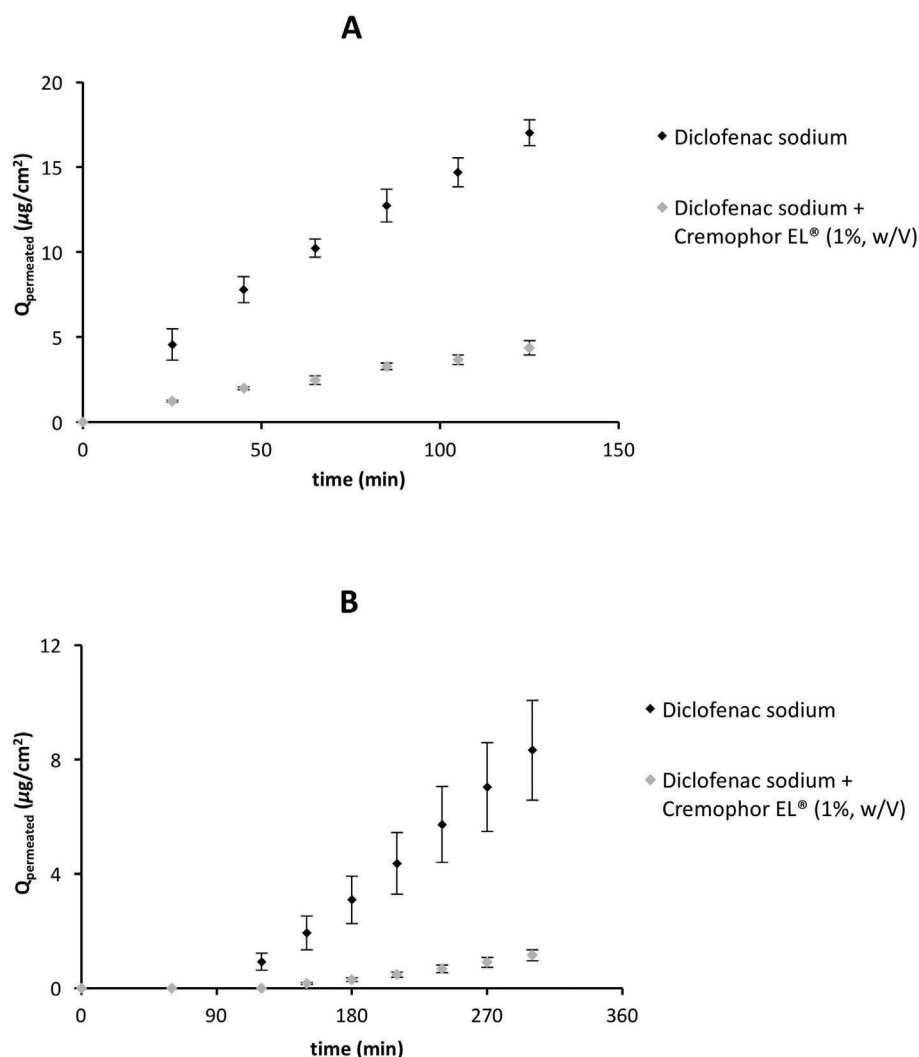 A
20
15
10
5
0
Qpermeated (µg/cm²)
0 50 100 150
time (min)
Diclofenac sodium
Diclofenac sodium +
Cremophor EL® (1%, w/V)
B
12
8
4
0
Qpermeated (µg/cm²)
0 90 180 270 360
time (min)
Diclofenac sodium
Diclofenac sodium +
Cremophor EL® (1%, w/V)